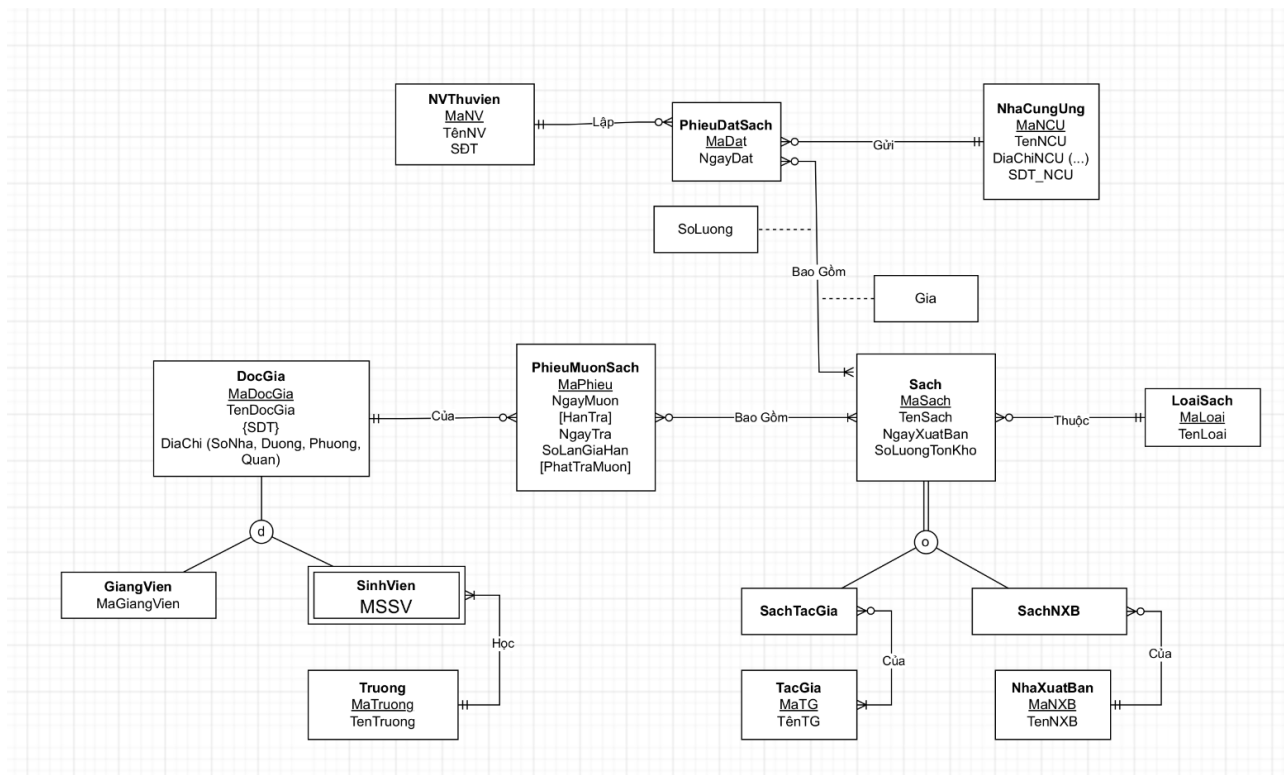 NVThuvien
MaNV
TênNV
SĐT
Lập
PhieuDatSach
MaDat
NgayDat
Gửi
NhaCungUng
MaNCU
TenNCU
DiaChiNCU (...)
SDT_NCU
SoLuong
Bao Gồm
Gia
DocGia
MaDocGia
TenDocGia
{SDT}
DiaChi (SoNha, Duong, Phuong,
Quan)
Của
PhieuMuonSach
MaPhieu
NgayMuon
[HanTra]
NgayTra
SoLanGiaHan
[PhatTraMuon]
Bao Gồm
Sach
MaSach
TenSach
NgayXuatBan
SoLuongTonKho
Thuộc
LoaiSach
MaLoai
TenLoai
d
o
GiangVien
MaGiangVien
SinhVien
MSSV
Học
Truong
MaTruong
TenTruong
SachTacGia
SachNXB
Của
Của
TacGia
MaTG
TênTG
NhaXuatBan
MaNXB
TenNXB